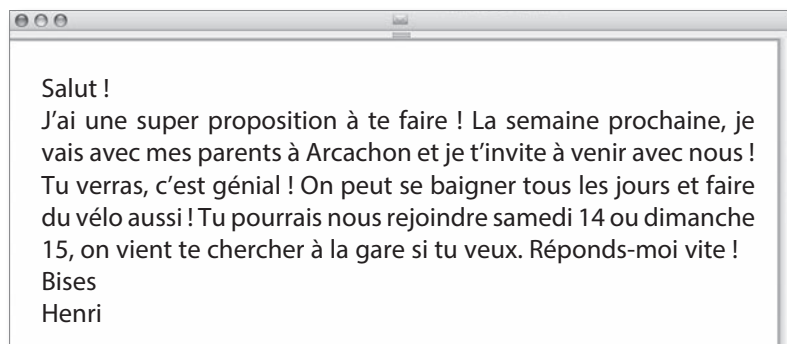 Salut !
J'ai une super proposition à te faire ! La semaine prochaine, je
vais avec mes parents à Arcachon et je t'invite à venir avec nous !
Tu verras, c'est génial ! On peut se baigner tous les jours et faire
du vélo aussi ! Tu pourrais nous rejoindre samedi 14 ou dimanche
15, on vient te chercher à la gare si tu veux. Réponds-moi vite !
Bises
Henri